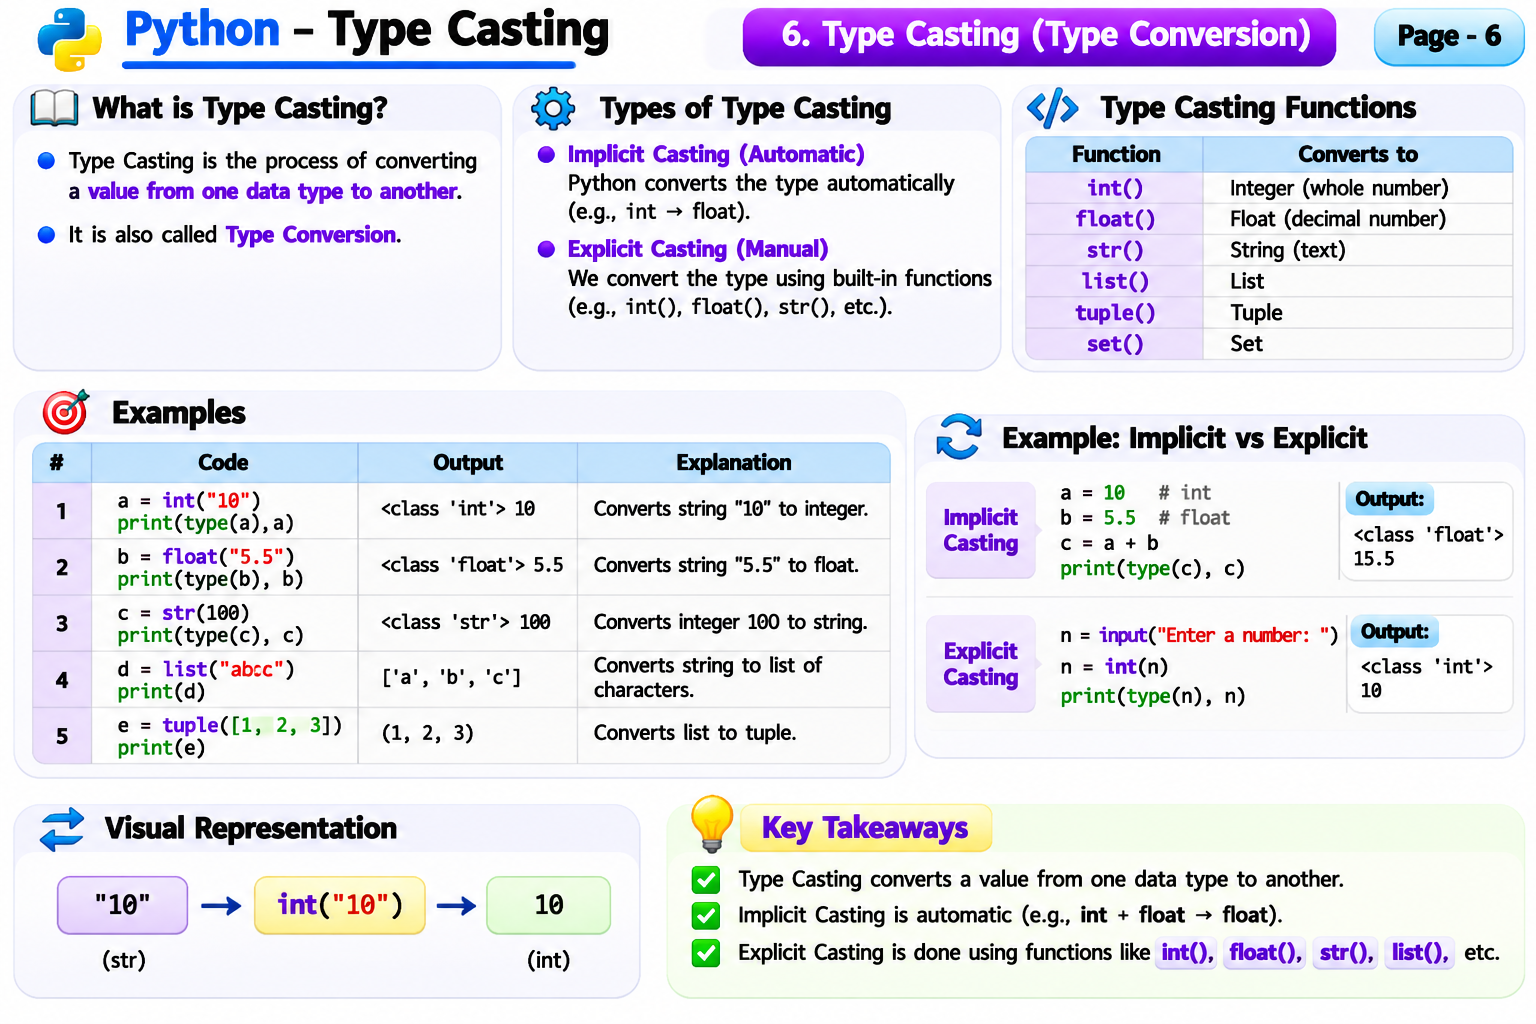 Python – Type Casting
6. Type Casting (Type Conversion)
Page - 6
What is Type Casting?
Type Casting is the process of converting
a value from one data type to another.
It is also called Type Conversion.
Types of Type Casting
Implicit Casting (Automatic)
Python converts the type automatically
(e.g., int → float).
Explicit Casting (Manual)
We convert the type using built-in functions
(e.g., int(), float(), str(), etc.).
Type Casting Functions
Function Converts to
int() Integer (whole number)
float() Float (decimal number)
str() String (text)
list() List
tuple() Tuple
set() Set
Examples
# Code Output Explanation
1 a = int("10")
print(type(a),a)
<class 'int'> 10
Converts string "10" to integer.
2 b = float("5.5")
print(type(b), b)
<class 'float'> 5.5
Converts string "5.5" to float.
3 c = str(100)
print(type(c), c)
<class 'str'> 100
Converts integer 100 to string.
4 d = list("abcc")
print(d)
['a', 'b', 'c']
Converts string to list of
characters.
5 e = tuple([1, 2, 3])
print(e)
(1, 2, 3)
Converts list to tuple.
Example: Implicit vs Explicit
Implicit
Casting
a = 10 # int
b = 5.5 # float
c = a + b
print(type(c), c)
Output:
<class 'float'>
15.5
Explicit
Casting
n = input("Enter a number: ")
n = int(n)
print(type(n), n)
Output:
<class 'int'>
10
Visual Representation
"10" → int("10") → 10
(str) (int)
Key Takeaways
Type Casting converts a value from one data type to another.
Implicit Casting is automatic (e.g., int + float → float).
Explicit Casting is done using functions like int(), float(), str(), list(), etc.